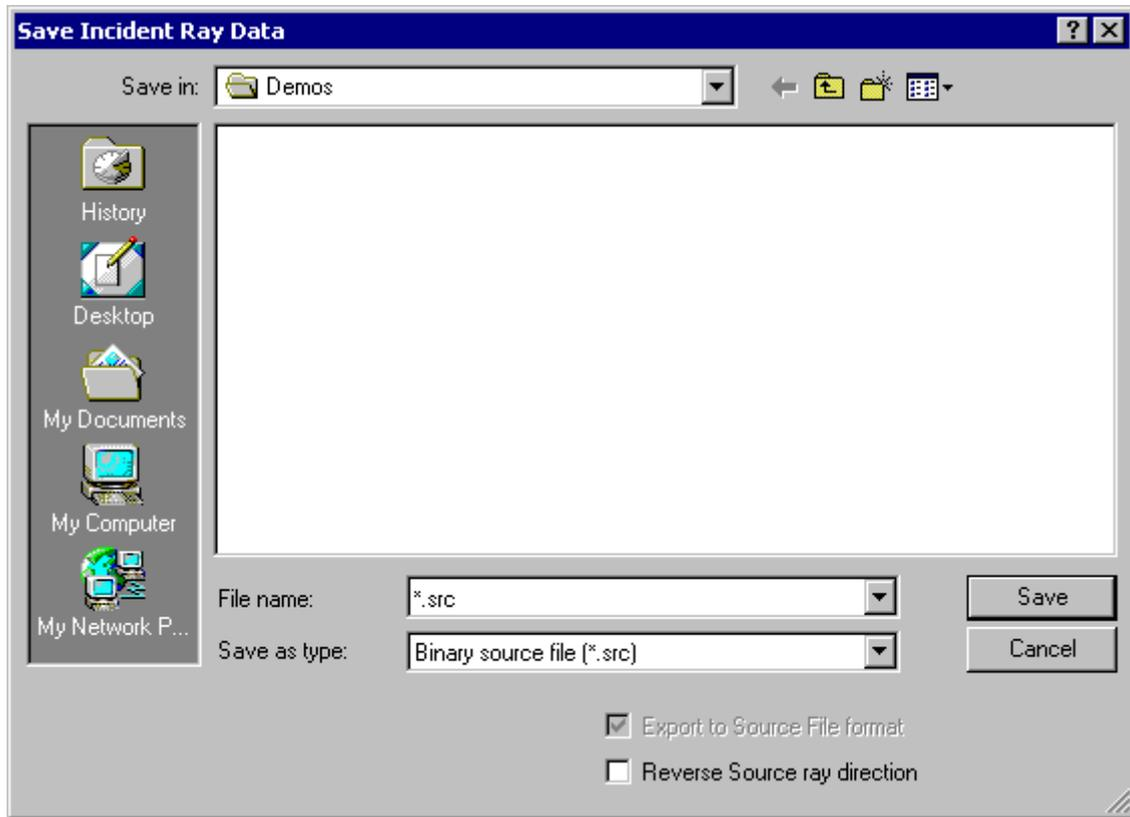 Save Incident Ray Data
Save in:
Demos
History
Desktop
My Documents
My Computer
My Network P...
File name:
*.src
Save
Save as type:
Binary source file (*.src)
Cancel
Export to Source File format
Reverse Source ray direction